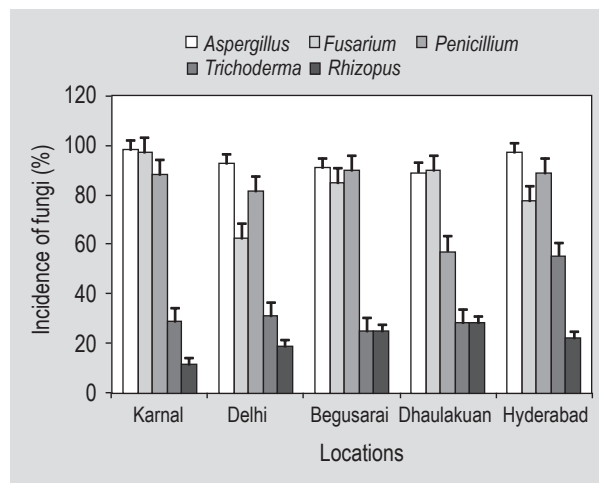 Aspergillus Fusarium Penicillium
Trichoderma Rhizopus
120
100
80
60
40
20
0
Incidence of fungi (%)
Karnal Delhi Begusarai Dhaulakuan Hyderabad
Locations